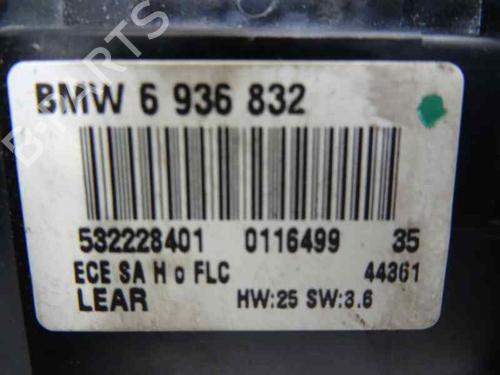 BMW 6 936 832
532228401 0116499 35
ECE SA H o FLC 44361
LEAR HW:25 SW:3.6